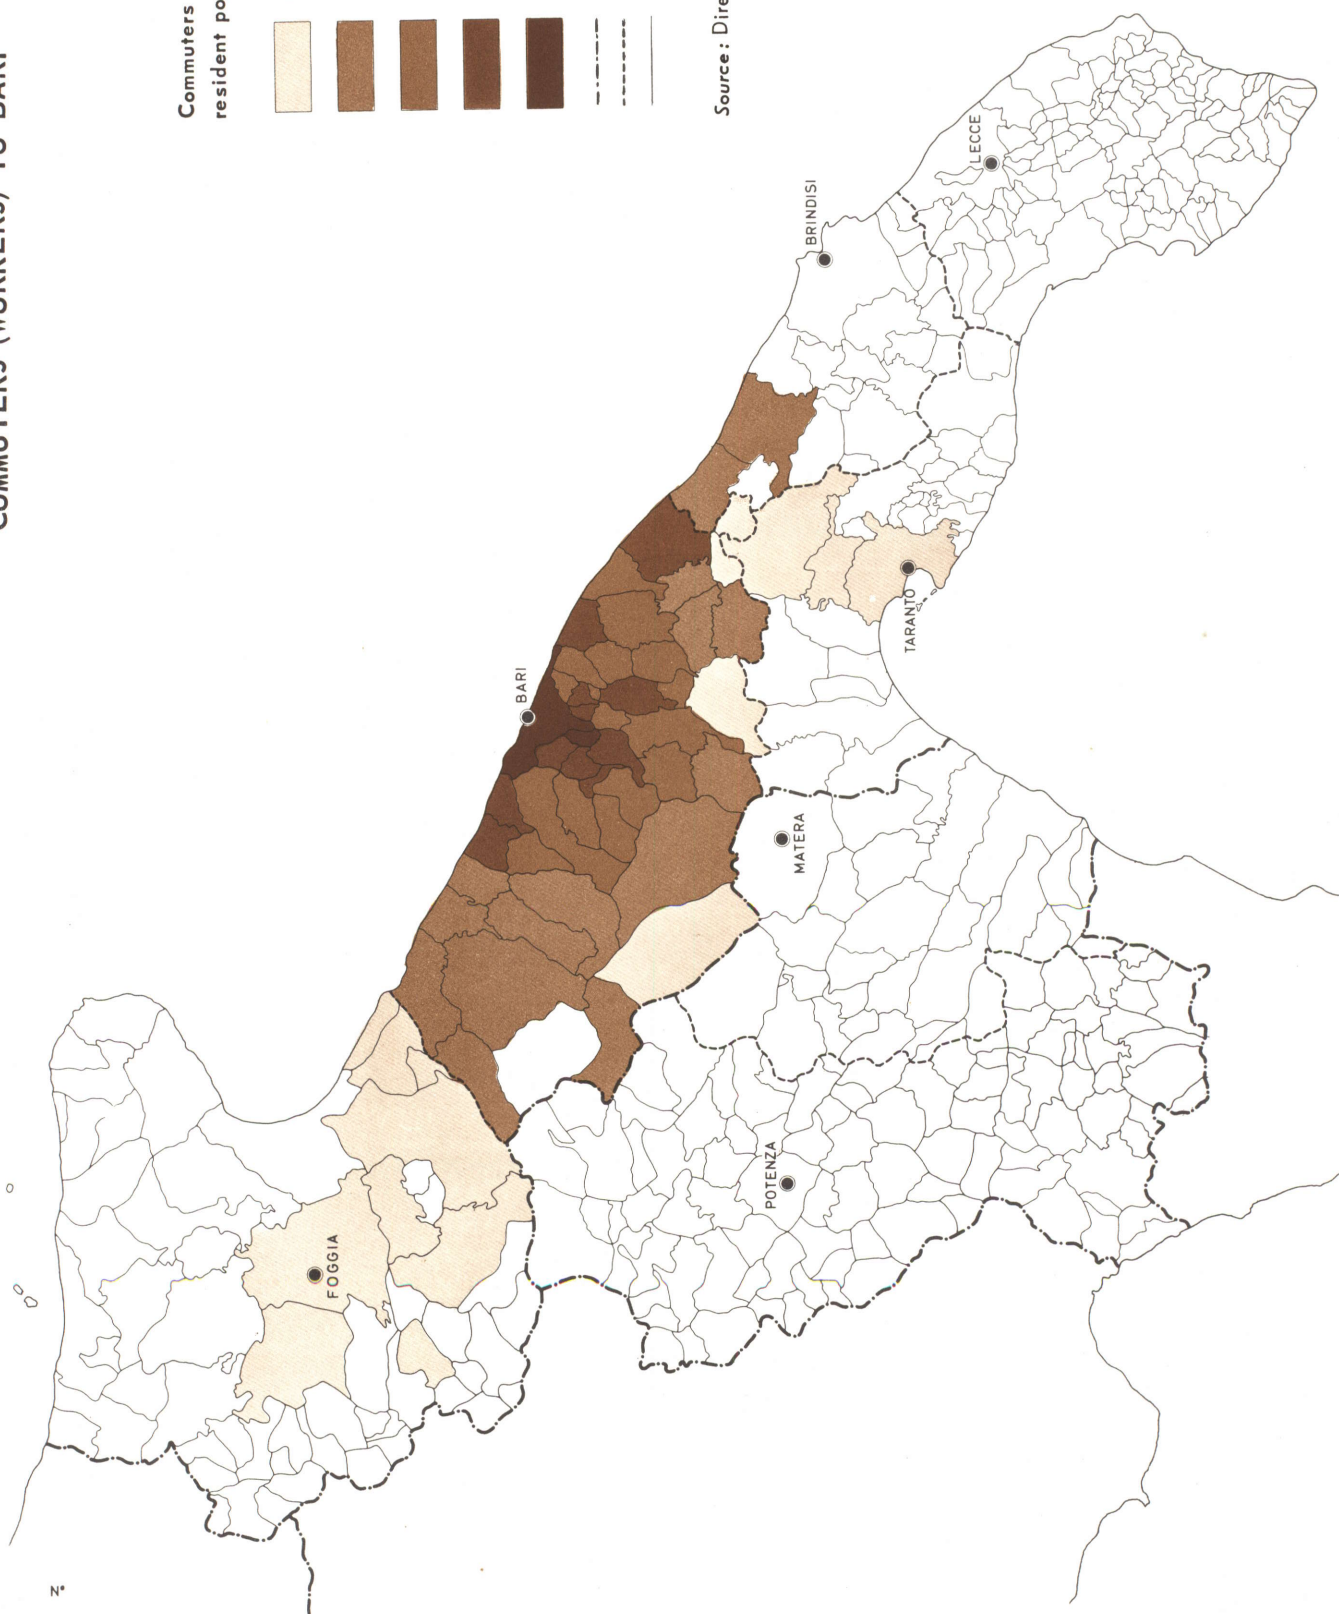 COMMUTERS (WORKERS) TO BARI
Commuters
resident po
Source: Dire
BRINDISI
LECCE
BARI
TARANTO
MATERA
FOGGIA
POTENZA
N°